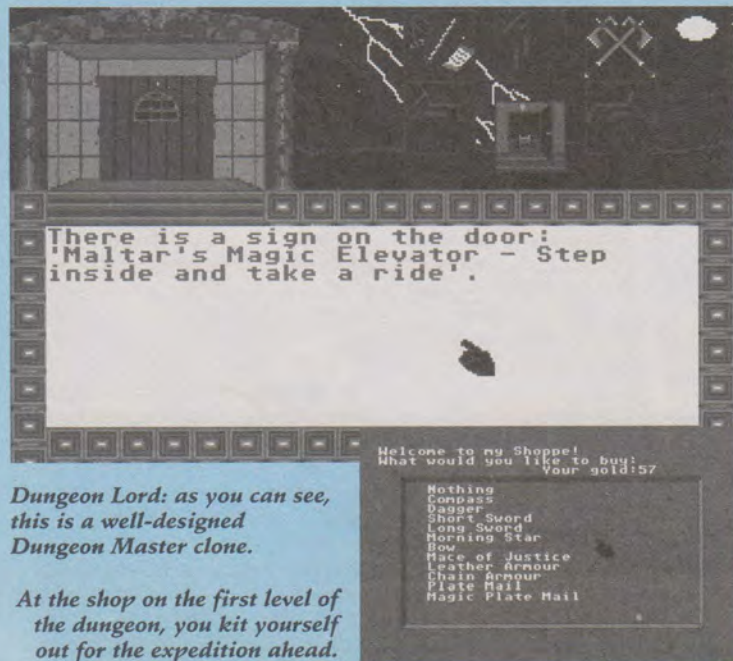 There is a sign on the door:
'Maltar's Magic Elevator - Step
inside and take a ride'.
Welcome to my Shoppe!
What would you like to buy:
Your gold:57
Nothing
Compass
Dagger
Short Sword
Long Sword
Morning Star
Bow
Mace of Justice
Leather Armour
Chain Armour
Plate Mail
Magic Plate Mail
Dungeon Lord: as you can see,
this is a well-designed
Dungeon Master clone.
At the shop on the first level of
the dungeon, you kit yourself
out for the expedition ahead.